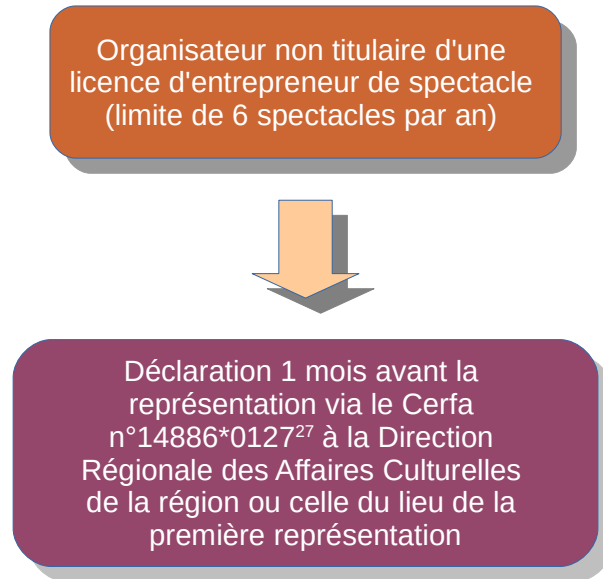 Organisateur non titulaire d'une
licence d'entrepreneur de spectacle
(limite de 6 spectacles par an)
Déclaration 1 mois avant la
représentation via le Cerfa
n°14886*0127²⁷ à la Direction
Régionale des Affaires Culturelles
de la région ou celle du lieu de la
première représentation